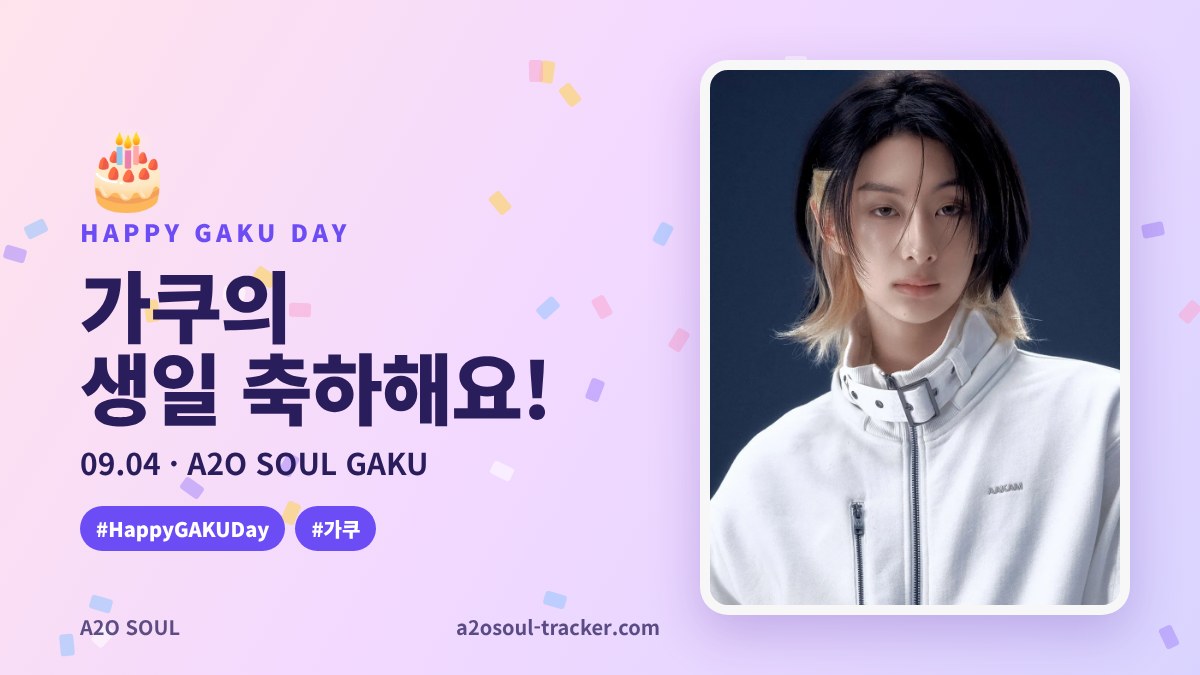 HAPPY GAKU DAY
가쿠의
생일 축하해요!
09.04 · A2O SOUL GAKU
#HappyGAKUDay #가쿠
A2O SOUL
a2osoul-tracker.com